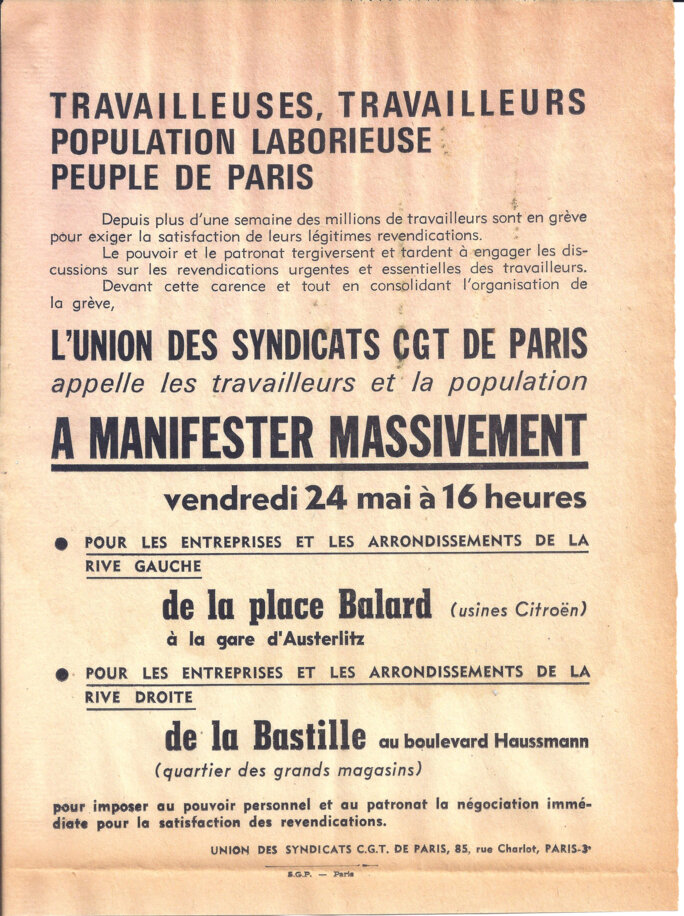 TRAVAILLEUSES, TRAVAILLEURS
POPULATION LABORIEUSE
PEUPLE DE PARIS
Depuis plus d'une semaine des millions de travailleurs sont en grève
pour exiger la satisfaction de leurs légitimes revendications.
Le pouvoir et le patronat tergiversent et tardent à engager les dis-
cussions sur les revendications urgentes et essentielles des travailleurs.
Devant cette carence et tout en consolidant l'organisation de
la grève,
L'UNION DES SYNDICATS CGT DE PARIS
appelle les travailleurs et la population
A MANIFESTER MASSIVEMENT
vendredi 24 mai à 16 heures
● POUR LES ENTREPRISES ET LES ARRONDISSEMENTS DE LA
RIVE GAUCHE
de la place Balard (usines Citroën)
à la gare d'Austerlitz
● POUR LES ENTREPRISES ET LES ARRONDISSEMENTS DE LA
RIVE DROITE
de la Bastille au boulevard Haussmann
(quartier des grands magasins)
pour imposer au pouvoir personnel et au patronat la négociation immé-
diate pour la satisfaction des revendications.
UNION DES SYNDICATS C.G.T. DE PARIS, 85, rue Charlot, PARIS-3e
S.G.P. — Paris